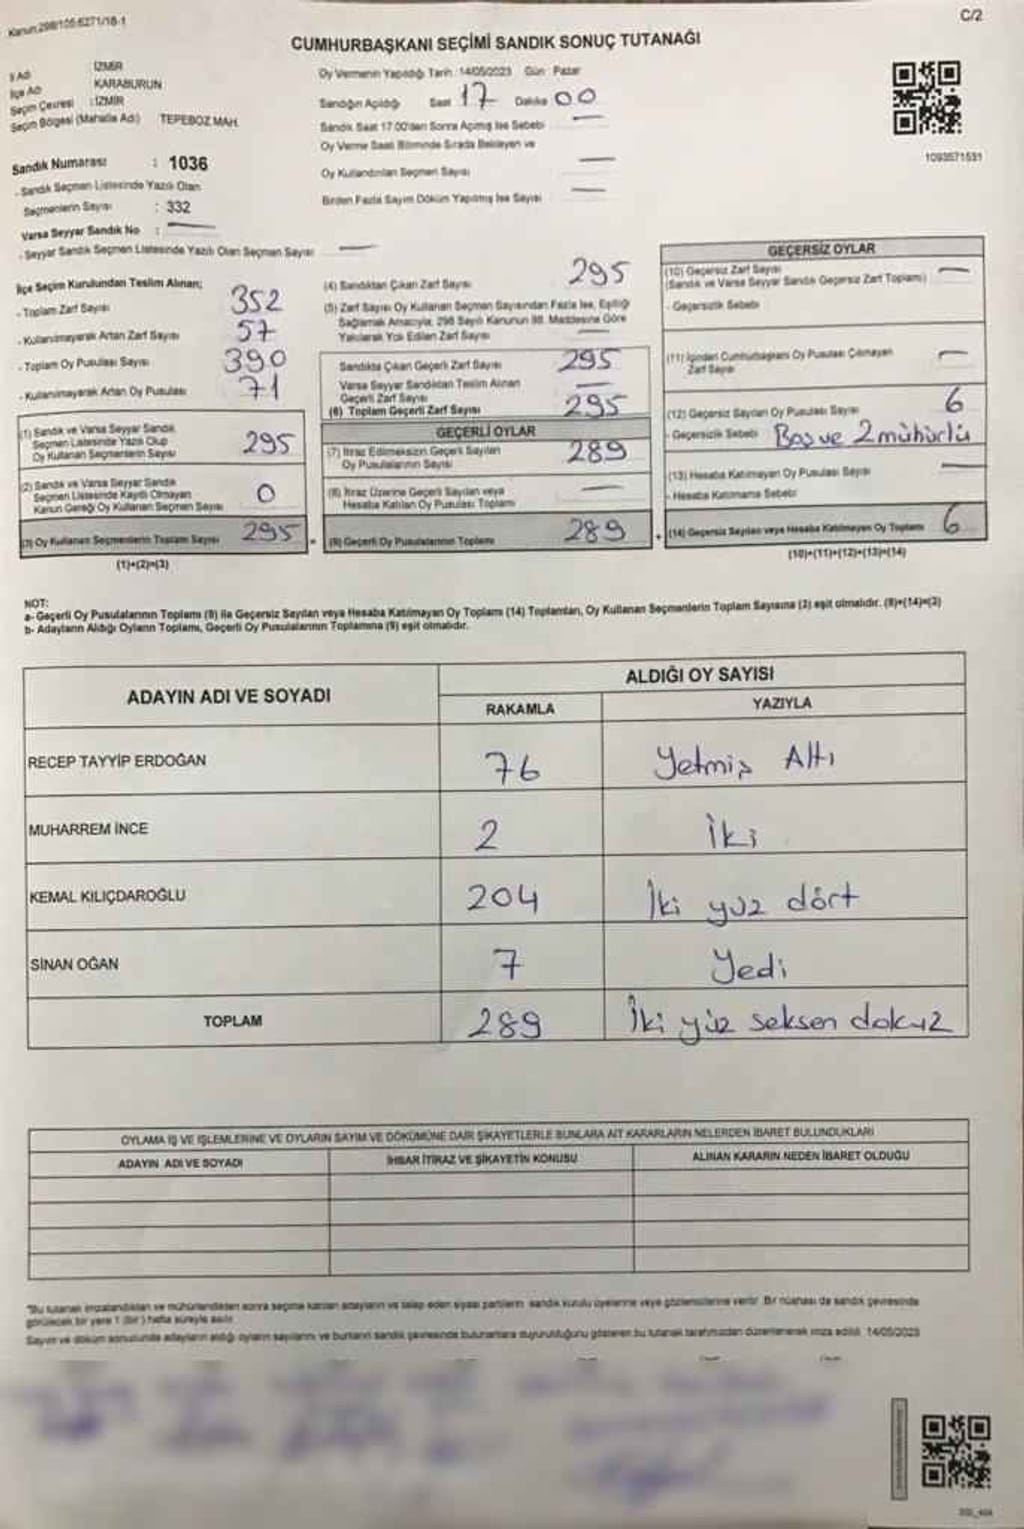 Kanun:298/105-6271/18-1
C/2
CUMHURBAŞKANI SEÇİMİ SANDIK SONUÇ TUTANAĞI
İl Adı İZMİR
İlçe Adı KARABURUN
Seçim Çevresi : İZMİR
Seçim Bölgesi (Mahalle Adı) TEPEBOZ MAH.
Sandık Numarası : 1036
- Sandık Seçmen Listesinde Yazılı Olan
Seçmenlerin Sayısı : 332
Varsa Seyyar Sandık No : —
- Seyyar Sandık Seçmen Listesinde Yazılı Olan Seçmen Sayısı —
Oy Vermenin Yapıldığı Tarih : 14/05/2023 Gün : Pazar
Sandığın Açıldığı Saat 17 Dakika 00
Sandık Saat 17.00'den Sonra Açılmış İse Sebebi —
Oy Verme Saati Bitiminde Sırada Bekleyen ve
Oy Kullandırılan Seçmen Sayısı —
Birden Fazla Sayım Döküm Yapılmış İse Sayısı —
1093571531
İlçe Seçim Kurulundan Teslim Alınan;
- Toplam Zarf Sayısı 352
- Kullanılmayarak Artan Zarf Sayısı 57
- Toplam Oy Pusulası Sayısı 390
- Kullanılmayarak Artan Oy Pusulası 71
(1) Sandık ve Varsa Seyyar Sandık
Seçmen Listesinde Yazılı Olup
Oy Kullanan Seçmenlerin Sayısı 295
(2) Sandık ve Varsa Seyyar Sandık
Seçmen Listesinde Kayıtlı Olmayan
Kanun Gereği Oy Kullanan Seçmen Sayısı 0
(3) Oy Kullanan Seçmenlerin Toplam Sayısı 295
(1)+(2)=(3)
(4) Sandıktan Çıkan Zarf Sayısı 295
(5) Zarf Sayısı Oy Kullanan Seçmen Sayısından Fazla İse, Eşitliği
Sağlamak Amacıyla, 298 Sayılı Kanunun 98. Maddesine Göre
Yakılarak Yok Edilen Zarf Sayısı —
Sandıkta Çıkan Geçerli Zarf Sayısı 295
Varsa Seyyar Sandıktan Teslim Alınan
Geçerli Zarf Sayısı —
(6) Toplam Geçerli Zarf Sayısı 295
GEÇERLİ OYLAR
(7) İtiraz Edilmeksizin Geçerli Sayılan
Oy Pusulalarının Sayısı 289
(8) İtiraz Üzerine Geçerli Sayılan veya
Hesaba Katılan Oy Pusulası Toplamı —
(9) Geçerli Oy Pusulalarının Toplamı 289
GEÇERSİZ OYLAR
(10) Geçersiz Zarf Sayısı
(Sandık ve Varsa Seyyar Sandık Geçersiz Zarf Toplamı) —
- Geçersizlik Sebebi
(11) İçinden Cumhurbaşkanı Oy Pusulası Çıkmayan
Zarf Sayısı —
(12) Geçersiz Sayılan Oy Pusulası Sayısı 6
- Geçersizlik Sebebi Boş ve 2 mühürlü
(13) Hesaba Katılmayan Oy Pusulası Sayısı —
- Hesaba Katılmama Sebebi
(14) Geçersiz Sayılan veya Hesaba Katılmayan Oy Toplamı 6
(10)+(11)+(12)+(13)=(14)
NOT:
a- Geçerli Oy Pusulalarının Toplamı (9) ile Geçersiz Sayılan veya Hesaba Katılmayan Oy Toplamı (14) Toplamları, Oy Kullanan Seçmenlerin Toplam Sayısına (3) eşit olmalıdır. (9)+(14)=(3)
b- Adayların Aldığı Oyların Toplamı, Geçerli Oy Pusulalarının Toplamına (9) eşit olmalıdır.
ADAYIN ADI VE SOYADI
ALDIĞI OY SAYISI
RAKAMLA YAZIYLA
RECEP TAYYİP ERDOĞAN 76 Yetmiş Altı
MUHARREM İNCE 2 İki
KEMAL KILIÇDAROĞLU 204 İki yüz dört
SİNAN OĞAN 7 Yedi
TOPLAM 289 İki yüz seksen dokuz
OYLAMA İŞ VE İŞLEMLERİNE VE OYLARIN SAYIM VE DÖKÜMÜNE DAİR ŞİKAYETLERLE BUNLARA AİT KARARLARIN NELERDEN İBARET BULUNDUKLARI
ADAYIN ADI VE SOYADI İHBAR İTİRAZ VE ŞİKAYETİN KONUSU ALINAN KARARIN NEDEN İBARET OLDUĞU
"Bu tutanak imzalandıktan ve mühürlendikten sonra seçime katılan adayların ve talep eden siyasi partilerin sandık kurulu üyelerine veya gözlemcilerine verilir. Bir nüshası da sandık çevresinde
görülecek bir yere 1 (bir) hafta süreyle asılır.
Sayım ve döküm sonucunda adayların aldığı oyların sayılarını ve bunların sandık çevresinde bulunanlara duyurulduğunu gösteren bu tutanak tarafımızdan düzenlenerek imza edildi. 14/05/2023